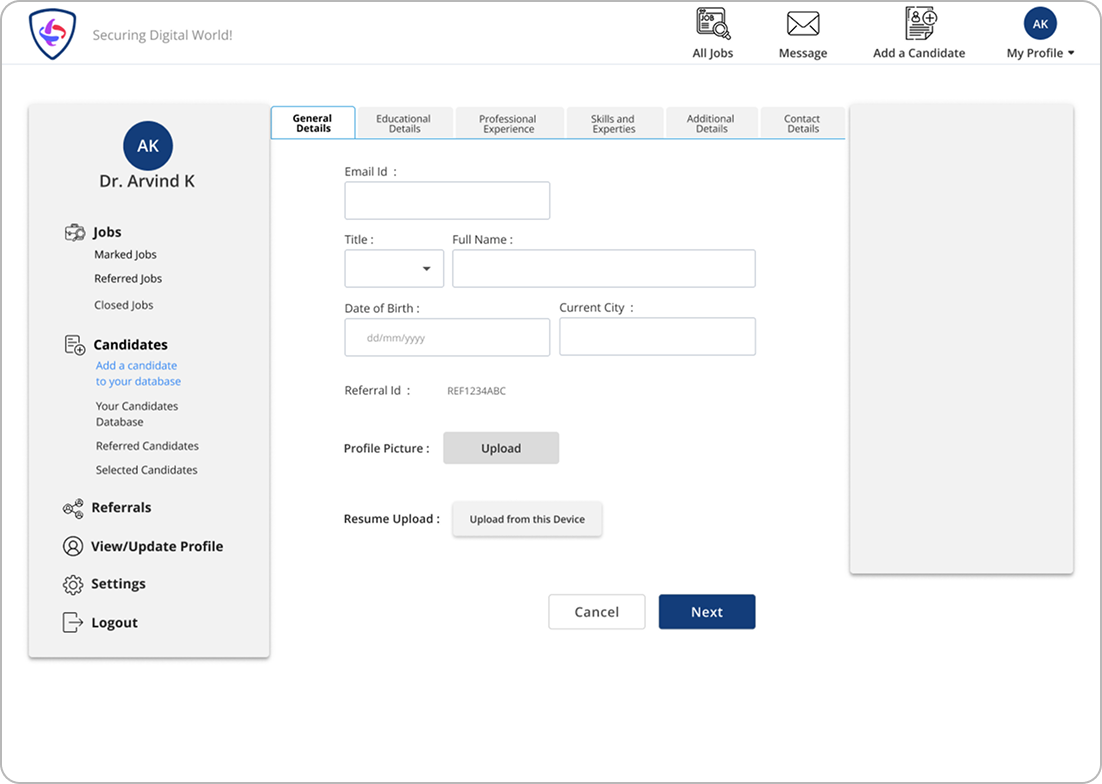 Securing Digital World!
JOB
All Jobs
Message
Add a Candidate
AK
My Profile
AK
Dr. Arvind K
Jobs
Marked Jobs
Referred Jobs
Closed Jobs
Candidates
Add a candidate
to your database
Your Candidates
Database
Referred Candidates
Selected Candidates
Referrals
View/Update Profile
Settings
Logout
General
Details
Educational
Details
Professional
Experience
Skills and
Experties
Additional
Details
Contact
Details
Email Id :
Title :
Full Name :
Date of Birth :
Current City :
dd/mm/yyyy
Referral Id : REF1234ABC
Profile Picture : Upload
Resume Upload : Upload from this Device
Cancel
Next